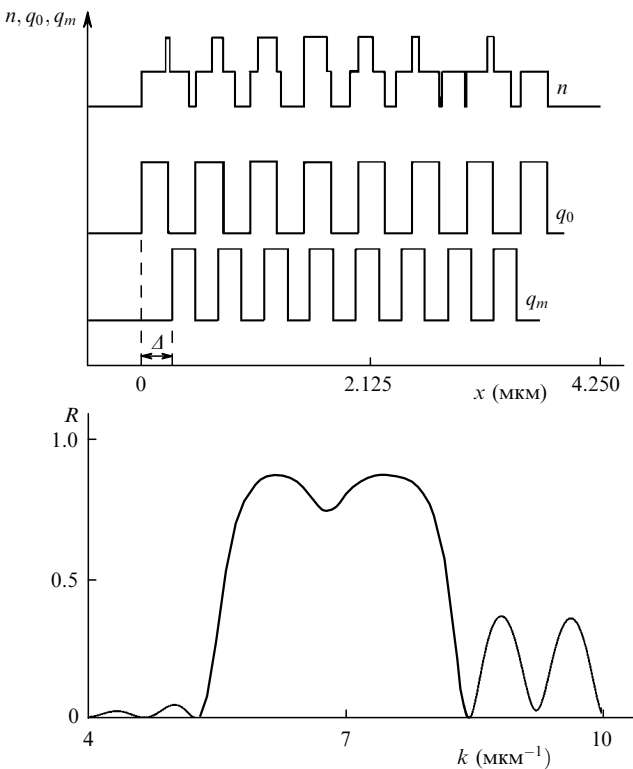 n, q₀, qₘ
n
q₀
qₘ
Δ
0 2.125 4.250
x (мкм)
R
1.0
0.5
0
4 7 10
k (мкм⁻¹)